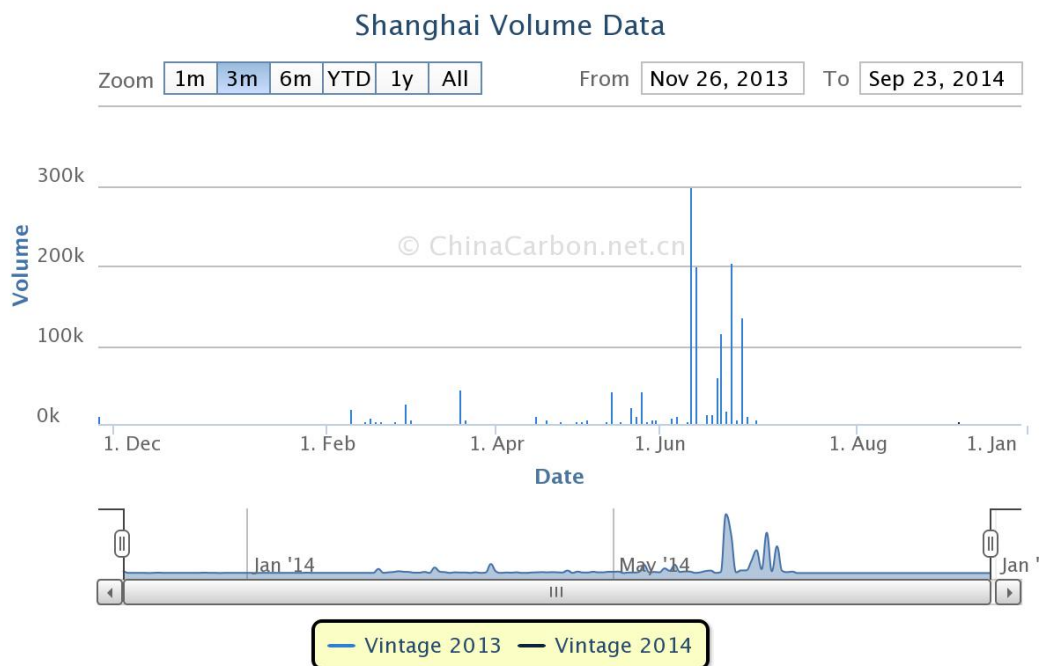 Shanghai Volume Data
Zoom 1m 3m 6m YTD 1y All From Nov 26, 2013 To Sep 23, 2014
300k
© ChinaCarbon.net.cn
200k
Volume
100k
0k
1. Dec 1. Feb 1. Apr 1. Jun 1. Aug 1. Jan
Date
Jan '14 May '14 Jan '
Vintage 2013 Vintage 2014